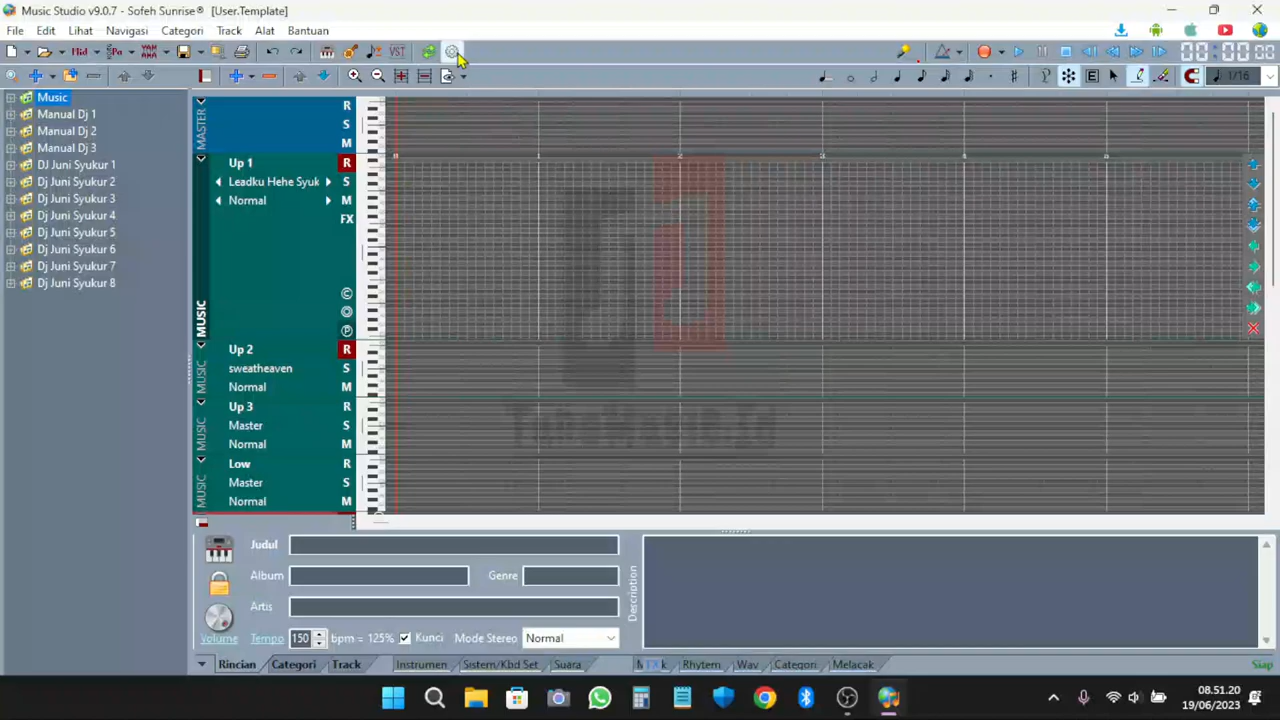 Music Studio v9.0.7 - Sofeh Sunrise® * [User.Template]
File Edit Lihat Navigasi Categori Track Alat Bantuan
VST
00:00 00
1/16
Music
Manual Dj 1
Manual Dj 2
Manual Dj 3
DJ Juni Syukur 1
Dj Juni Syukur 2
Dj Juni Syukur 3
Dj Juni Syukur 4
Dj Juni Syukur 5
Dj Juni Syukur 6
Dj Juni Syukur 7
Dj Juni Syukur 8
MASTER
R
S
M
MUSIC
Up 1 R
Leadku Hehe Syuk S
Normal M
FX
MUSIC
Up 2 R
sweatheaven S
Normal M
MUSIC
Up 3 R
Master S
Normal M
MUSIC
Low R
Master S
Normal M
Judul
Album Genre
Artis
Volume Tempo 150 bpm = 125% Kunci Mode Stereo Normal
Description
Rincian Categori Track Instrumen Sistem/Kbd Set Suara Rhytem Wav Categori Melacak Siap
08.51.20
19/06/2023